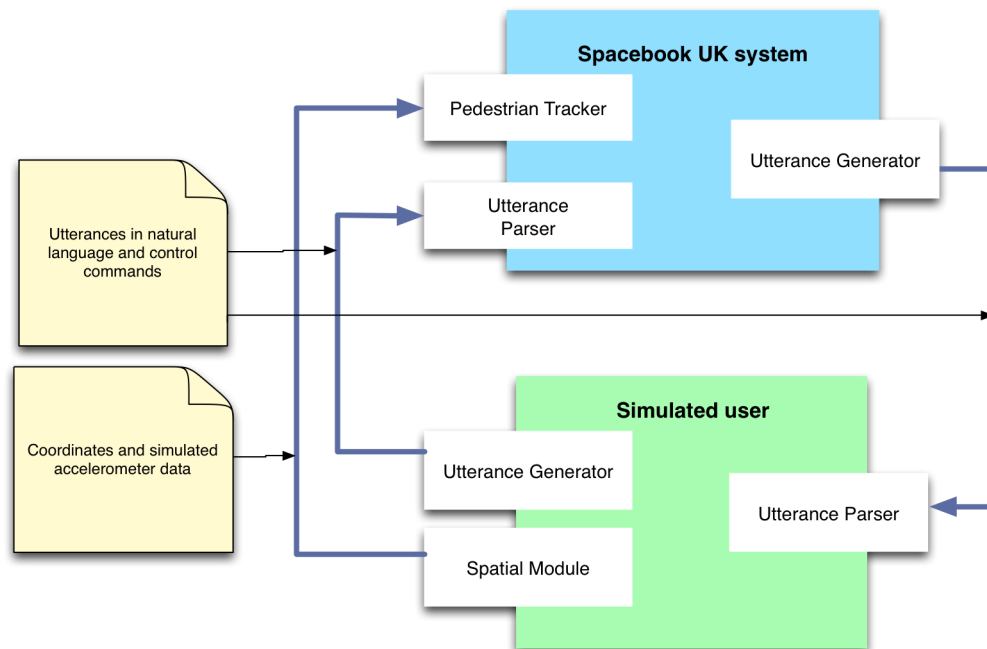 Spacebook UK system
Pedestrian Tracker
Utterance Generator
Utterance
Parser
Utterances in natural
language and control
commands
Simulated user
Coordinates and simulated
accelerometer data
Utterance Generator
Utterance Parser
Spatial Module